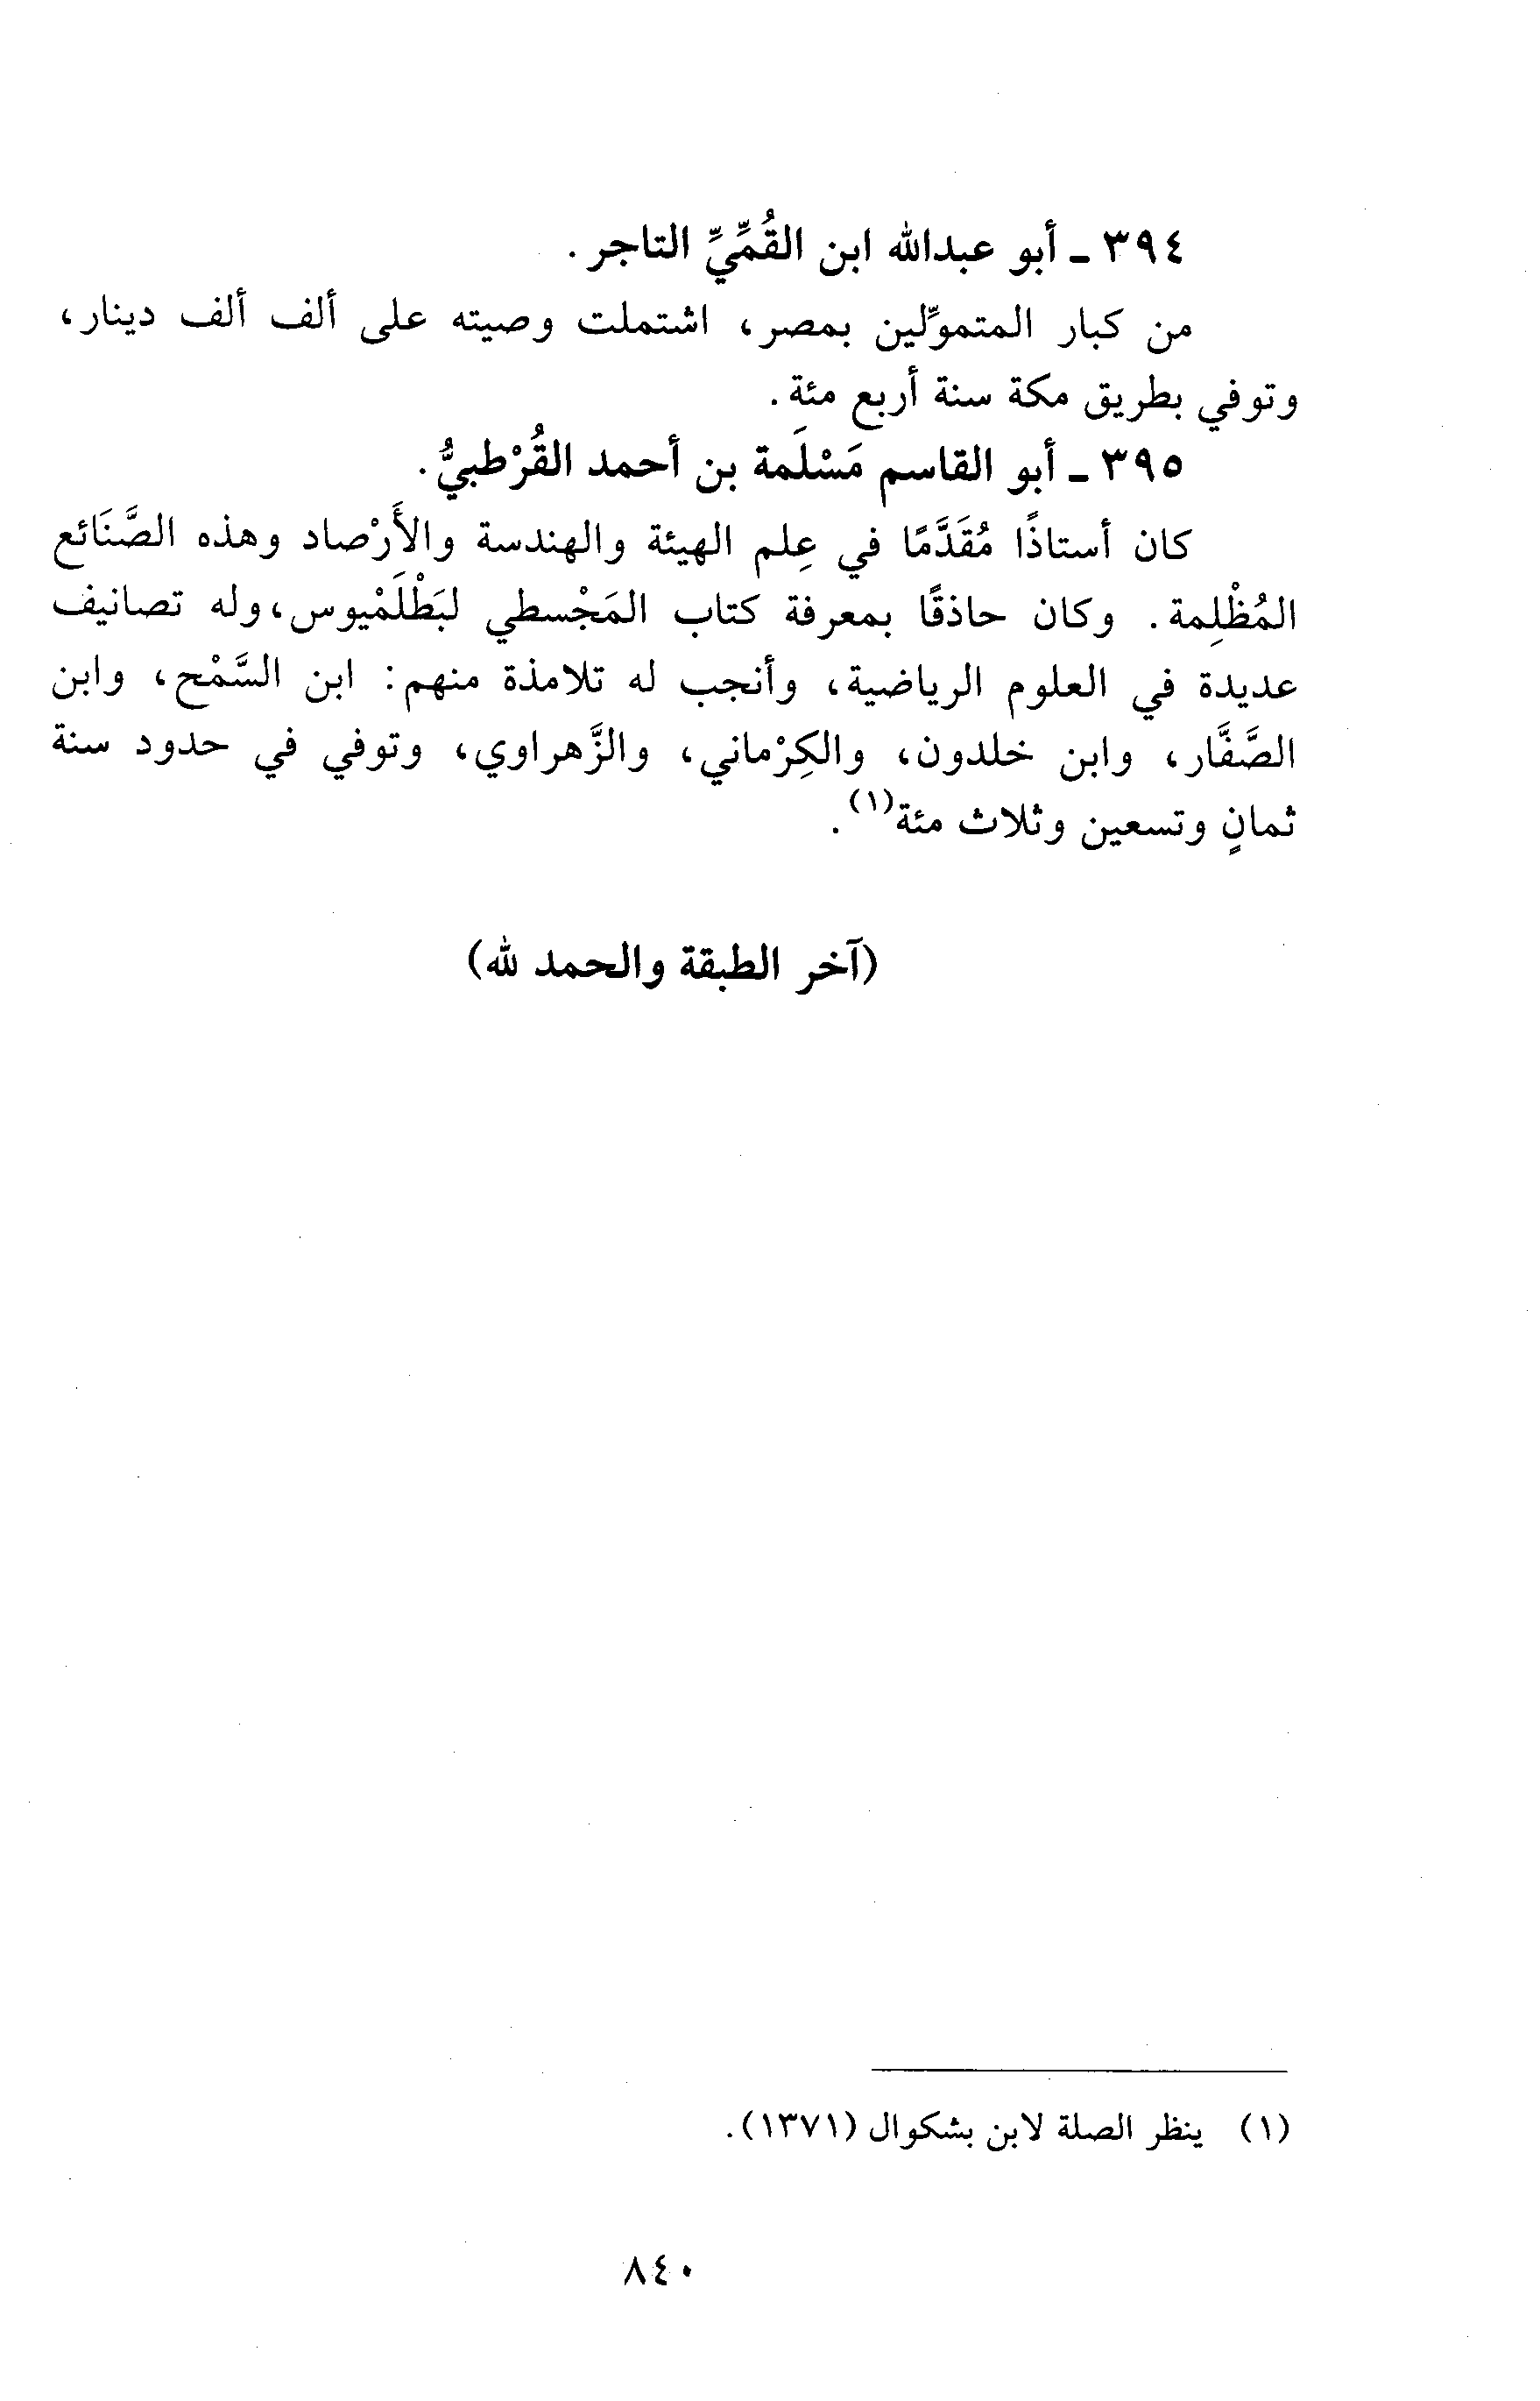 ٣٩٤ - أبو عبدالله ابن القُمِّيِّ التاجر.
من كبار المتموِّلين بمصر، اشتملت وصيته على ألف ألف دينار،
وتوفي بطريق مكة سنة أربع مئة.
٣٩٥ - أبو القاسم مَسْلَمة بن أحمد القُرْطبيُّ.
كان أستاذًا مُقَدَّمًا في عِلم الهيئة والهندسة والأَرْصاد وهذه الصَّنَائع
المُظْلِمة. وكان حاذقًا بمعرفة كتاب المَجْسطي لبَطْلَمْيوس، وله تصانيف
عديدة في العلوم الرياضية، وأنجب له تلامذة منهم: ابن السَّمْح، وابن
الصَّفَّار، وابن خلدون، والكِرْماني، والزَّهراوي، وتوفي في حدود سنة
ثمانٍ وتسعين وثلاث مئة(١).
(آخر الطبقة والحمد لله)
(١) ينظر الصلة لابن بشكوال (١٣٧١).
٨٤٠